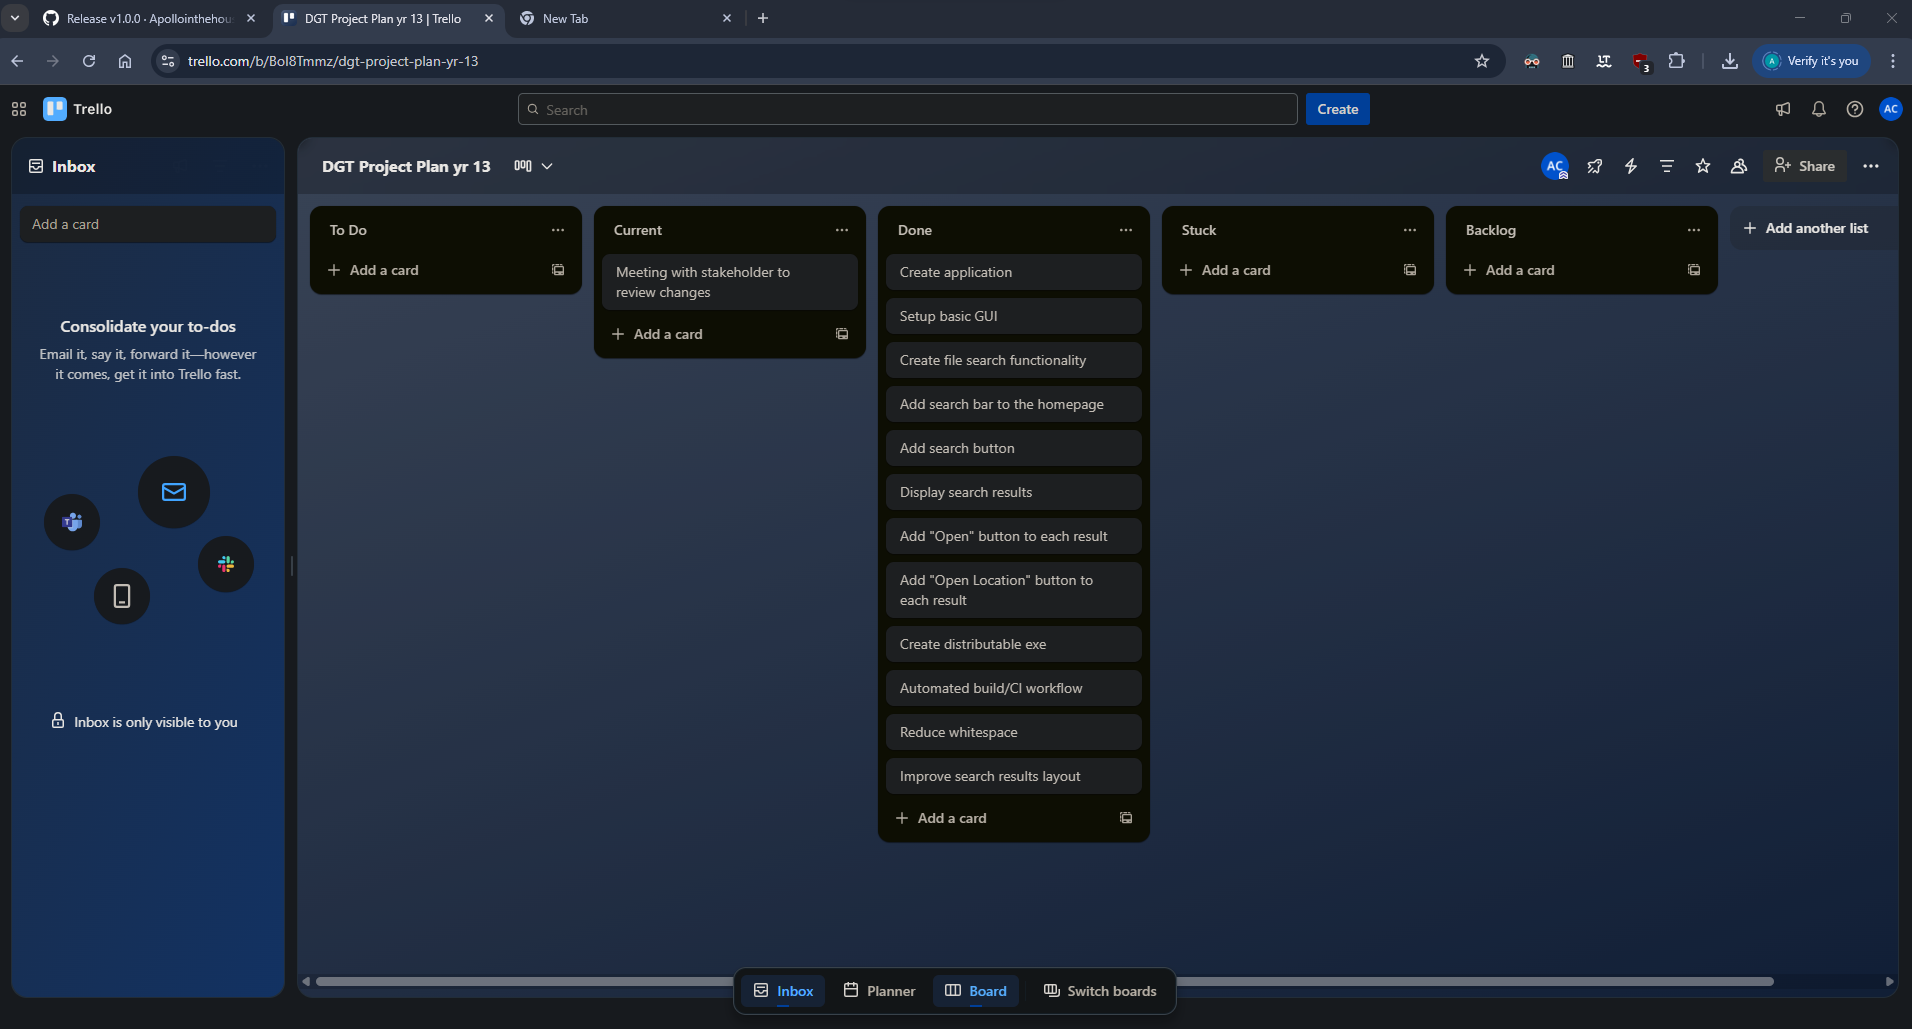 Release v1.0.0 · Apollointhehou
DGT Project Plan yr 13 | Trello
New Tab
trello.com/b/Bol8Tmmz/dgt-project-plan-yr-13
3
A
Verify it's you
Trello
Search
Create
AC
Inbox
DGT Project Plan yr 13
AC
Share
Add a card
To Do
Add a card
Current
Meeting with stakeholder to
review changes
Add a card
Done
Create application
Setup basic GUI
Create file search functionality
Add search bar to the homepage
Add search button
Display search results
Add "Open" button to each result
Add "Open Location" button to
each result
Create distributable exe
Automated build/CI workflow
Reduce whitespace
Improve search results layout
Add a card
Stuck
Add a card
Backlog
Add a card
Add another list
Consolidate your to-dos
Email it, say it, forward it—however
it comes, get it into Trello fast.
T
Inbox is only visible to you
Inbox
Planner
Board
Switch boards